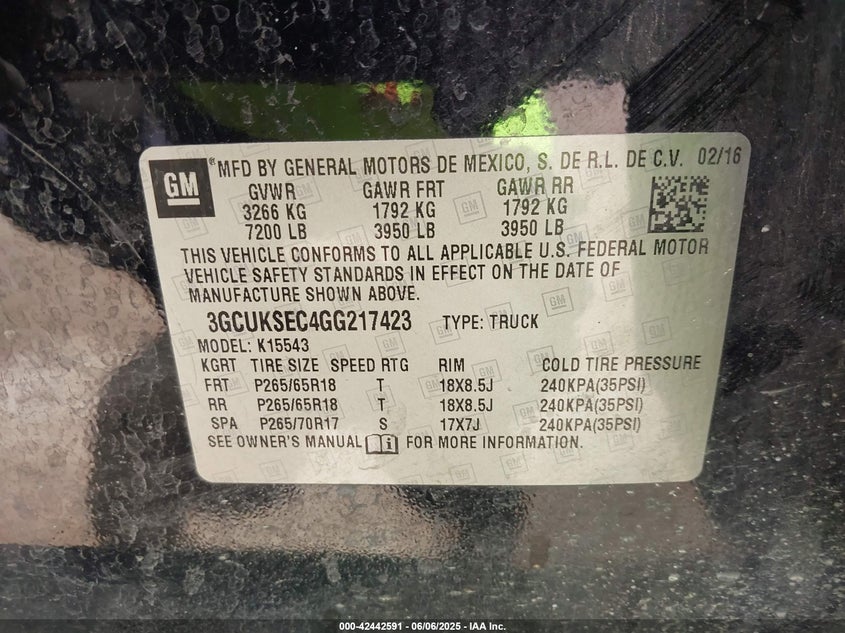 GM ® MFD BY GENERAL MOTORS DE MEXICO, S. DE R.L. DE C.V. 02/16
GVWR GAWR FRT GAWR RR
3266 KG 1792 KG 1792 KG
7200 LB 3950 LB 3950 LB
THIS VEHICLE CONFORMS TO ALL APPLICABLE U.S. FEDERAL MOTOR
VEHICLE SAFETY STANDARDS IN EFFECT ON THE DATE OF
MANUFACTURE SHOWN ABOVE.
3GCUKSEC4GG217423 TYPE: TRUCK
MODEL: K15543
KGRT TIRE SIZE SPEED RTG RIM COLD TIRE PRESSURE
FRT P265/65R18 T 18X8.5J 240KPA(35PSI)
RR P265/65R18 T 18X8.5J 240KPA(35PSI)
SPA P265/70R17 S 17X7J 240KPA(35PSI)
SEE OWNER'S MANUAL FOR MORE INFORMATION.
000-42442591 - 06/06/2025 - IAA Inc.